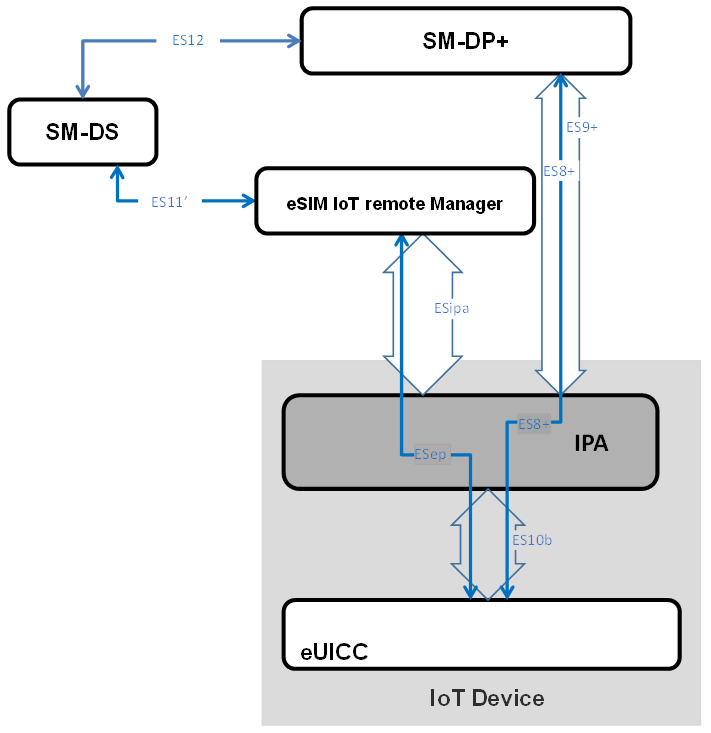 SM-DP+
ES12
SM-DS
ES9+
ES8+
ES11’
eSIM IoT remote Manager
ESipa
ES8+
IPA
ESep
ES10b
eUICC
IoT Device